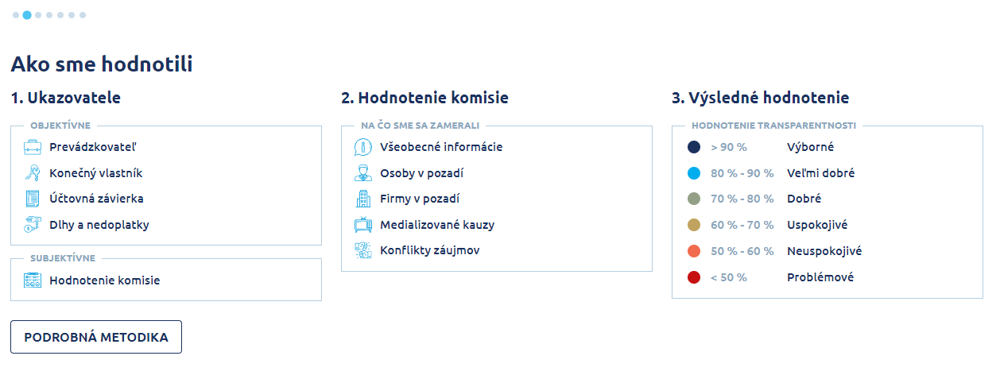 Ako sme hodnotili
1. Ukazovatele
OBJEKTÍVNE
Prevádzkovateľ
Konečný vlastník
Účtovná závierka
Dlhy a nedoplatky
SUBJEKTÍVNE
Hodnotenie komisie
PODROBNÁ METODIKA
2. Hodnotenie komisie
NA ČO SME SA ZAMERALI
Všeobecné informácie
Osoby v pozadí
Firmy v pozadí
Medializované kauzy
Konflikty záujmov
3. Výsledné hodnotenie
HODNOTENIE TRANSPARENTNOSTI
> 90 % Výborné
80 % - 90 % Veľmi dobré
70 % - 80 % Dobré
60 % - 70 % Uspokojivé
50 % - 60 % Neuspokojivé
< 50 % Problémové